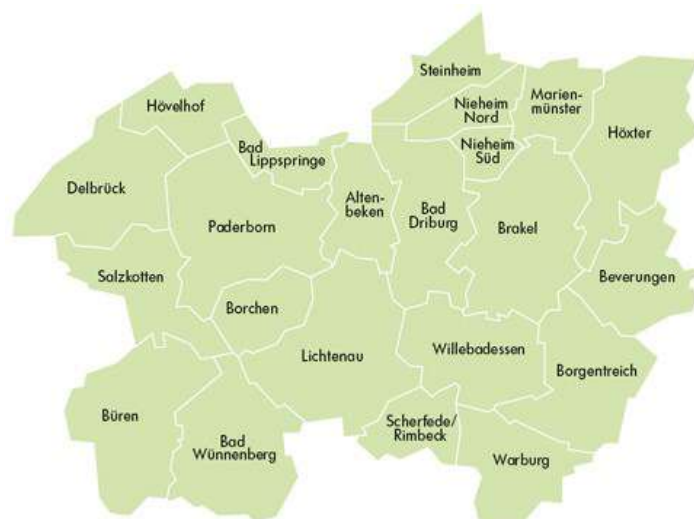 Steinheim
Hövelhof
Nieheim
Nord
Marien-
münster
Höxter
Bad
Lippspringe
Nieheim
Süd
Delbrück
Alten-
beken
Bad
Driburg
Paderborn
Brakel
Salzkotten
Beverungen
Borchen
Lichtenau
Willebadessen
Borgentreich
Büren
Bad
Wünnenberg
Scherfede/
Rimbeck
Warburg